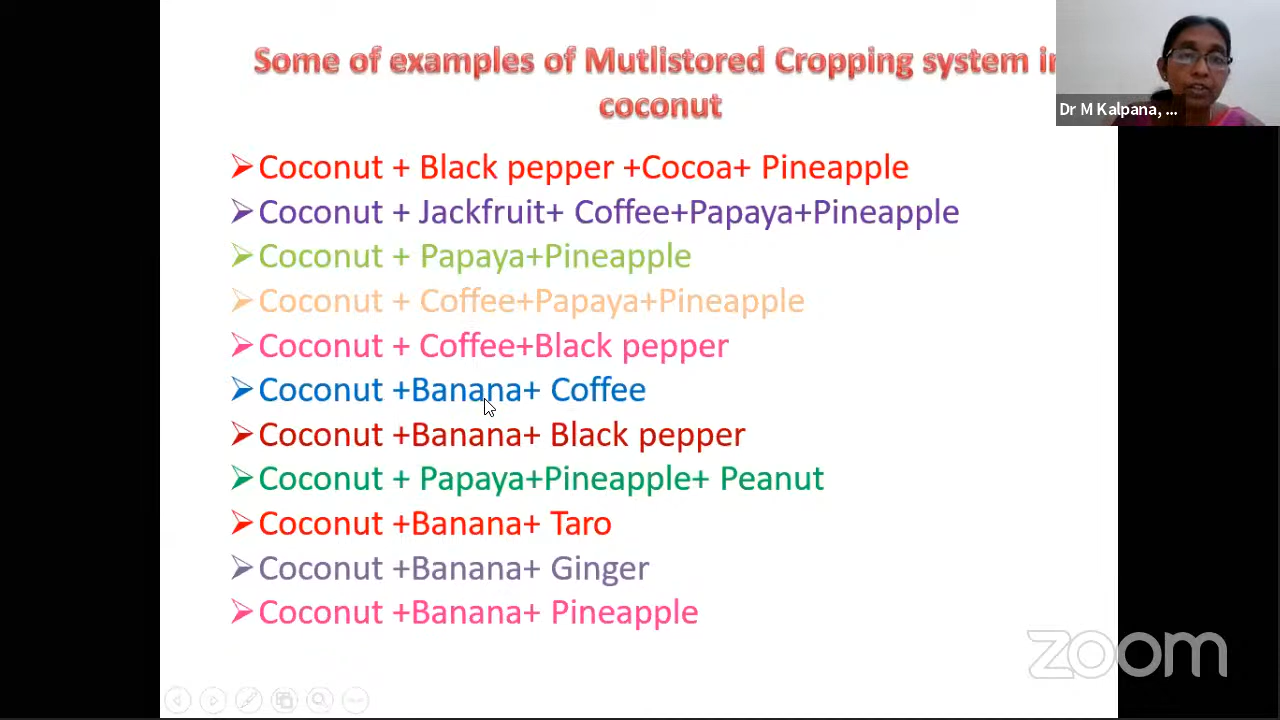 Some of examples of Mutlistored Cropping system in
coconut
Dr M Kalpana, ...
➢Coconut + Black pepper +Cocoa+ Pineapple
➢Coconut + Jackfruit+ Coffee+Papaya+Pineapple
➢Coconut + Papaya+Pineapple
➢Coconut + Coffee+Papaya+Pineapple
➢Coconut + Coffee+Black pepper
➢Coconut +Banana+ Coffee
➢Coconut +Banana+ Black pepper
➢Coconut + Papaya+Pineapple+ Peanut
➢Coconut +Banana+ Taro
➢Coconut +Banana+ Ginger
➢Coconut +Banana+ Pineapple
zoom